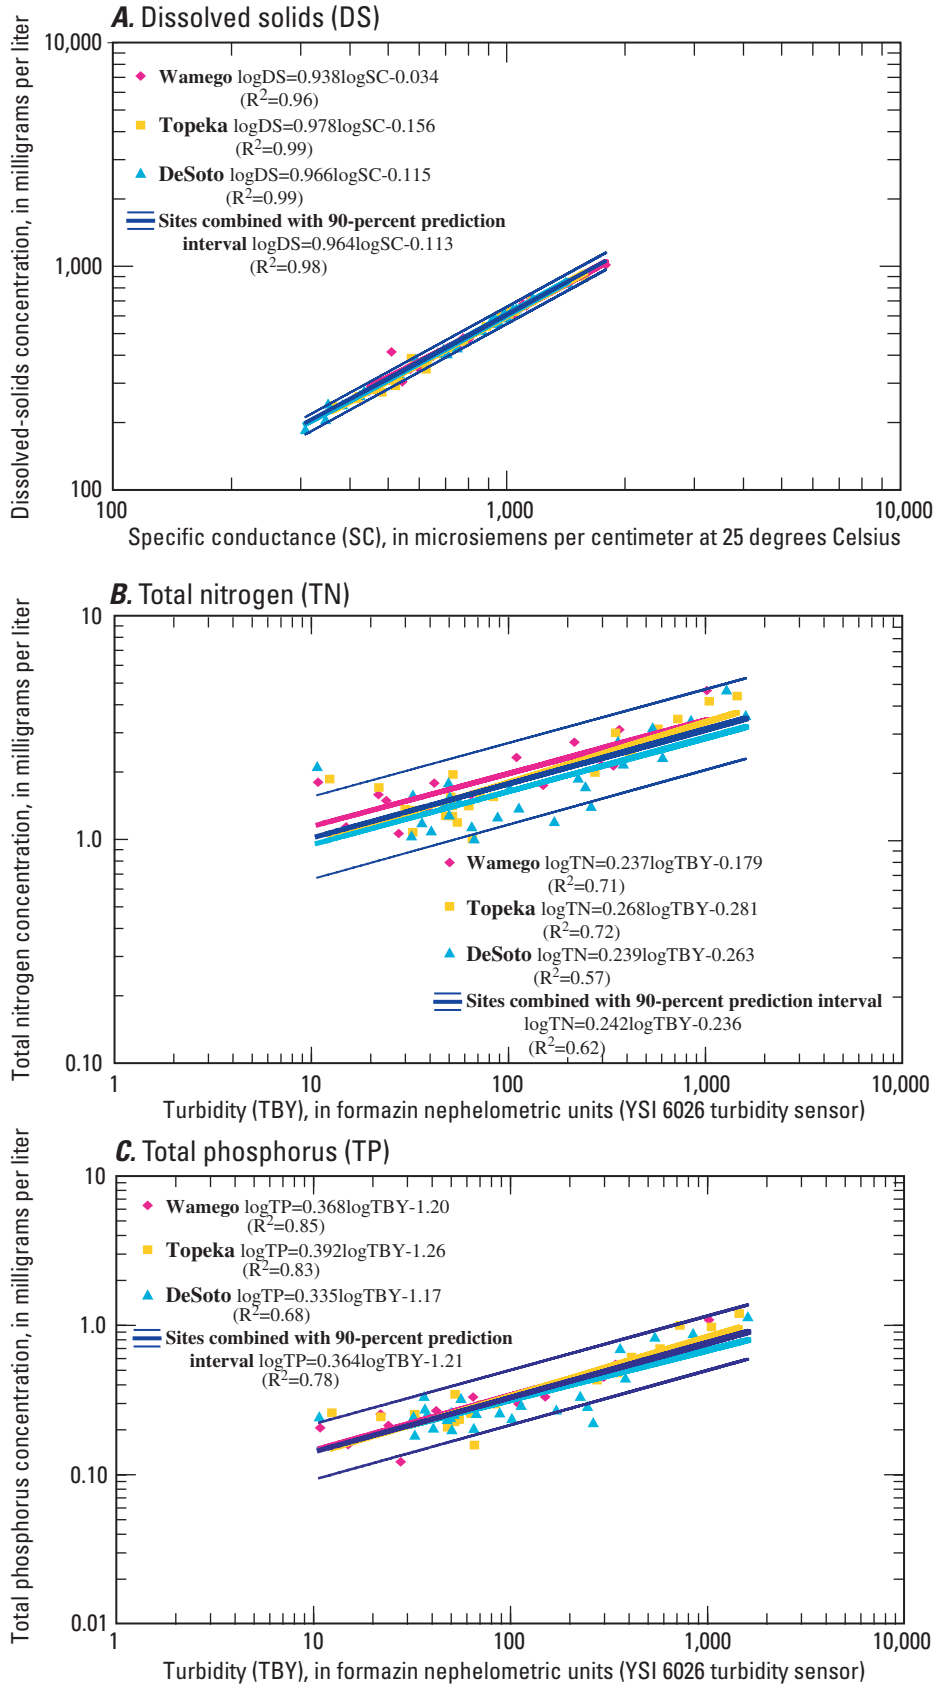 A. Dissolved solids (DS)
10,000
1,000
100
Dissolved-solids concentration, in milligrams per liter
Wamego logDS=0.938logSC-0.034
(R²=0.96)
Topeka logDS=0.978logSC-0.156
(R²=0.99)
DeSoto logDS=0.966logSC-0.115
(R²=0.99)
Sites combined with 90-percent prediction
interval logDS=0.964logSC-0.113
(R²=0.98)
100 1,000 10,000
Specific conductance (SC), in microsiemens per centimeter at 25 degrees Celsius
B. Total nitrogen (TN)
10
1.0
0.10
Total nitrogen concentration, in milligrams per liter
Wamego logTN=0.237logTBY-0.179
(R²=0.71)
Topeka logTN=0.268logTBY-0.281
(R²=0.72)
DeSoto logTN=0.239logTBY-0.263
(R²=0.57)
Sites combined with 90-percent prediction interval
logTN=0.242logTBY-0.236
(R²=0.62)
1 10 100 1,000 10,000
Turbidity (TBY), in formazin nephelometric units (YSI 6026 turbidity sensor)
C. Total phosphorus (TP)
10
1.0
0.10
0.01
Total phosphorus concentration, in milligrams per liter
Wamego logTP=0.368logTBY-1.20
(R²=0.85)
Topeka logTP=0.392logTBY-1.26
(R²=0.83)
DeSoto logTP=0.335logTBY-1.17
(R²=0.68)
Sites combined with 90-percent prediction
interval logTP=0.364logTBY-1.21
(R²=0.78)
1 10 100 1,000 10,000
Turbidity (TBY), in formazin nephelometric units (YSI 6026 turbidity sensor)